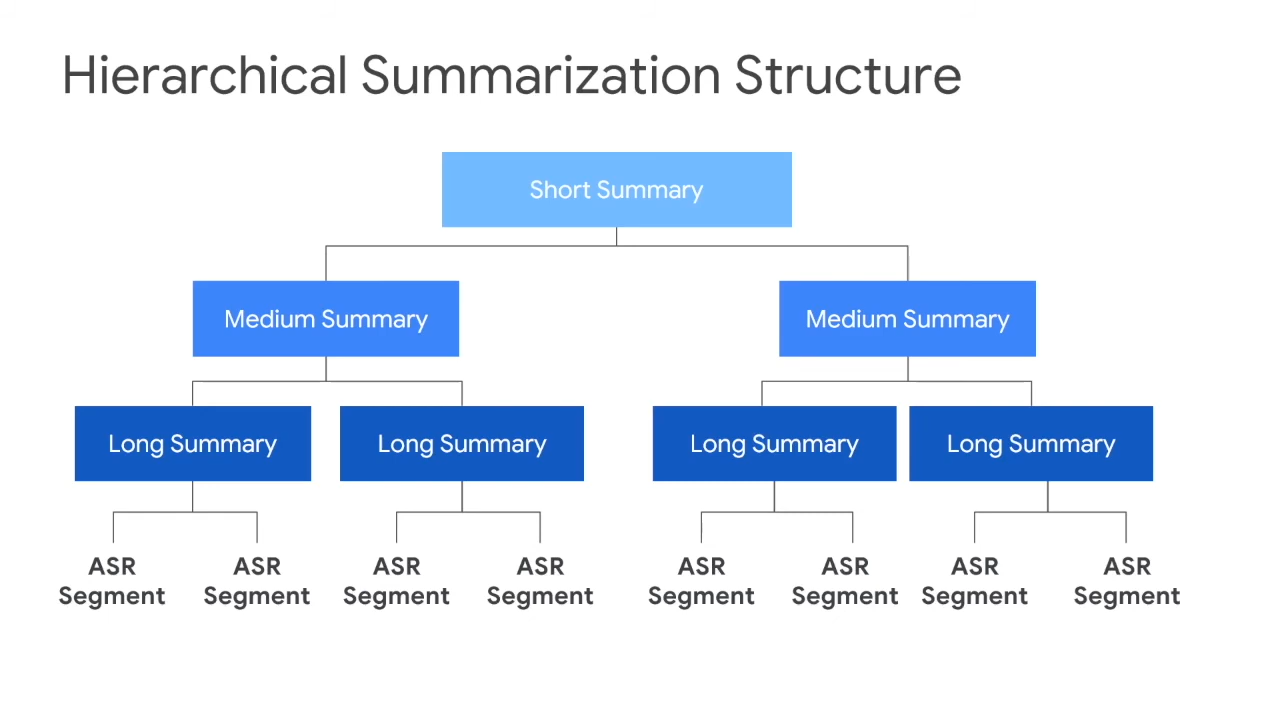 Hierarchical Summarization Structure
Short Summary
Medium Summary
Medium Summary
Long Summary
Long Summary
Long Summary
Long Summary
ASR
Segment
ASR
Segment
ASR
Segment
ASR
Segment
ASR
Segment
ASR
Segment
ASR
Segment
ASR
Segment